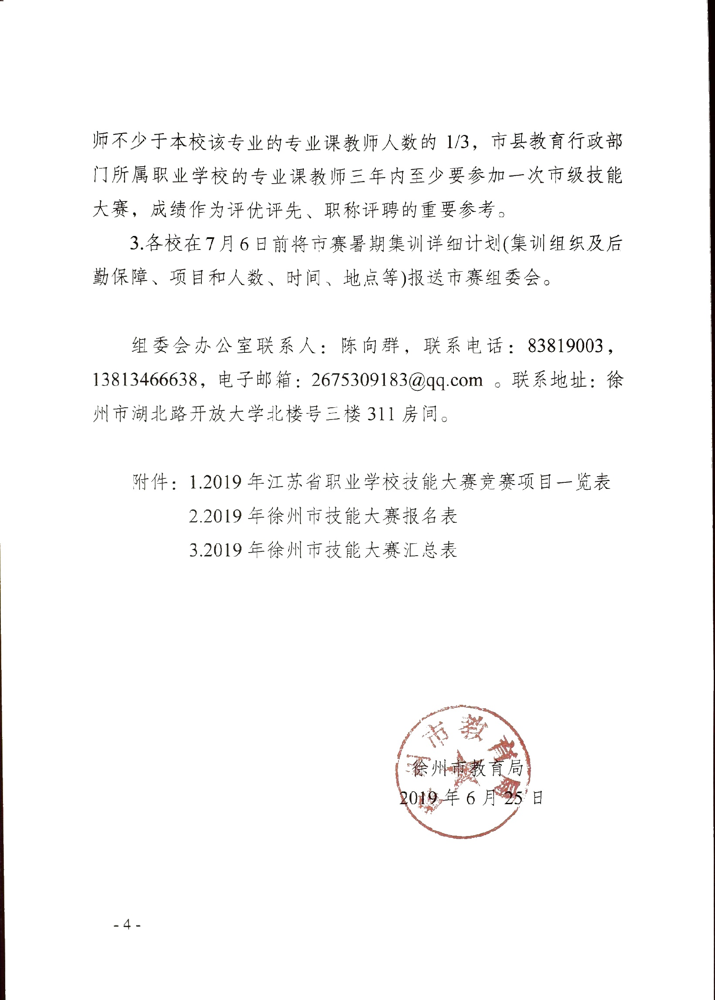 师不少于本校该专业的专业课教师人数的 1/3，市县教育行政部
门所属职业学校的专业课教师三年内至少要参加一次市级技能
大赛，成绩作为评优评先、职称评聘的重要参考。
3.各校在 7 月 6 日前将市赛暑期集训详细计划(集训组织及后
勤保障、项目和人数、时间、地点等)报送市赛组委会。
组委会办公室联系人：陈向群，联系电话：83819003，
13813466638，电子邮箱：2675309183@qq.com 。联系地址：徐
州市湖北路开放大学北楼号三楼 311 房间。
附件：1.2019 年江苏省职业学校技能大赛竞赛项目一览表
2.2019 年徐州市技能大赛报名表
3.2019 年徐州市技能大赛汇总表
徐州市教育局
徐州市教育局
2019 年 6 月 25 日
- 4 -